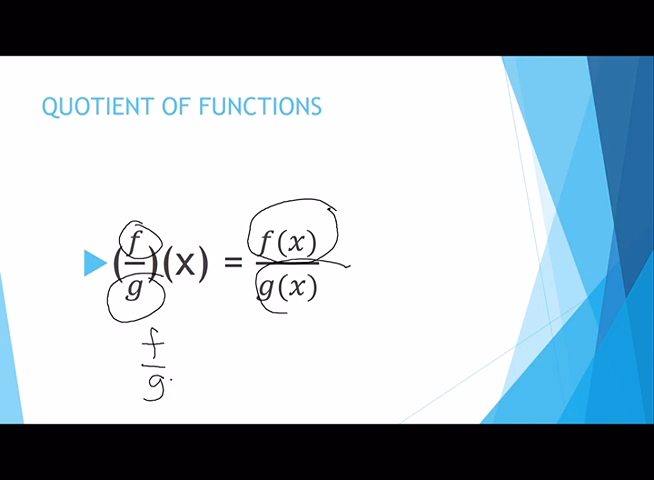 QUOTIENT OF FUNCTIONS
(f/g)(x) = f(x)/g(x)
f
g